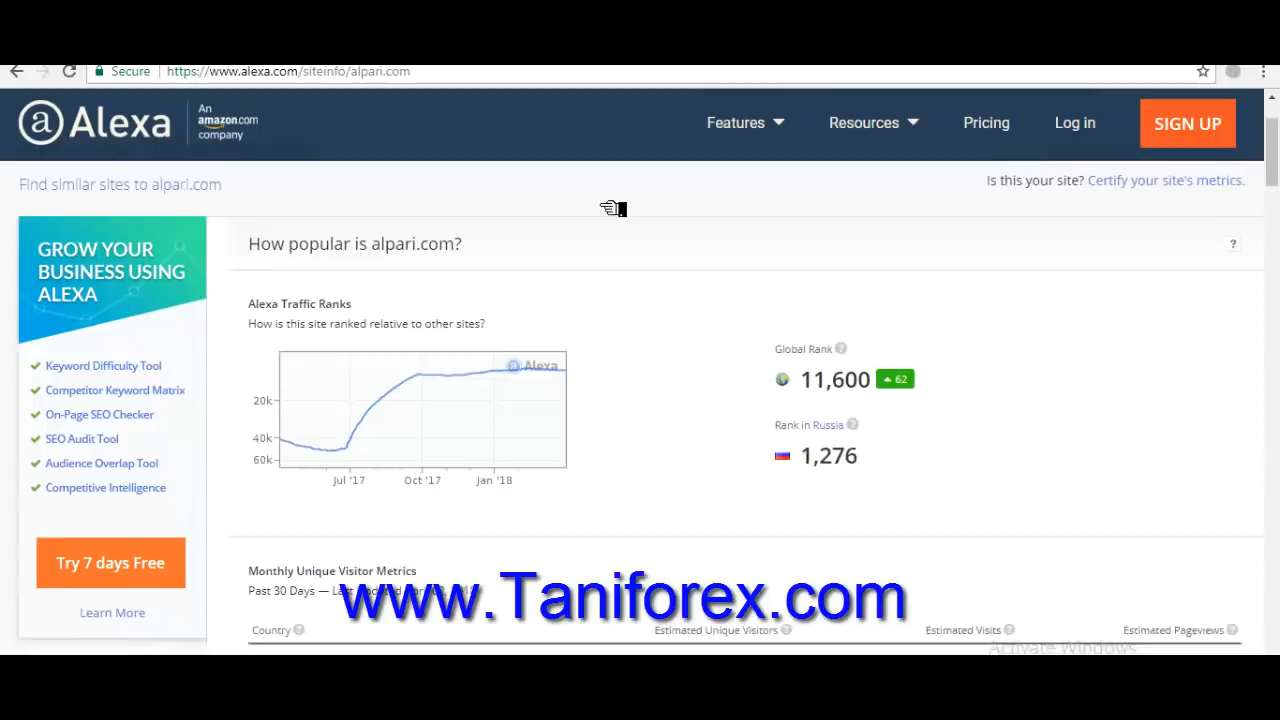 Secure
https://www.alexa.com/siteinfo/alpari.com
@Alexa
An
amazon.com
company
Features
Resources
Pricing
Log in
SIGN UP
Find similar sites to alpari.com
Is this your site? Certify your site's metrics.
GROW YOUR
BUSINESS USING
ALEXA
Keyword Difficulty Tool
Competitor Keyword Matrix
On-Page SEO Checker
SEO Audit Tool
Audience Overlap Tool
Competitive Intelligence
Try 7 days Free
Learn More
How popular is alpari.com?
?
Alexa Traffic Ranks
How is this site ranked relative to other sites?
@Alexa
20k
40k
60k
Jul '17
Oct '17
Jan '18
Global Rank ?
11,600
62
Rank in Russia ?
1,276
Monthly Unique Visitor Metrics
Past 30 Days —
www.Taniforex.com
Country ?
Estimated Unique Visitors ?
Estimated Visits ?
Estimated Pageviews ?
Activate Windows